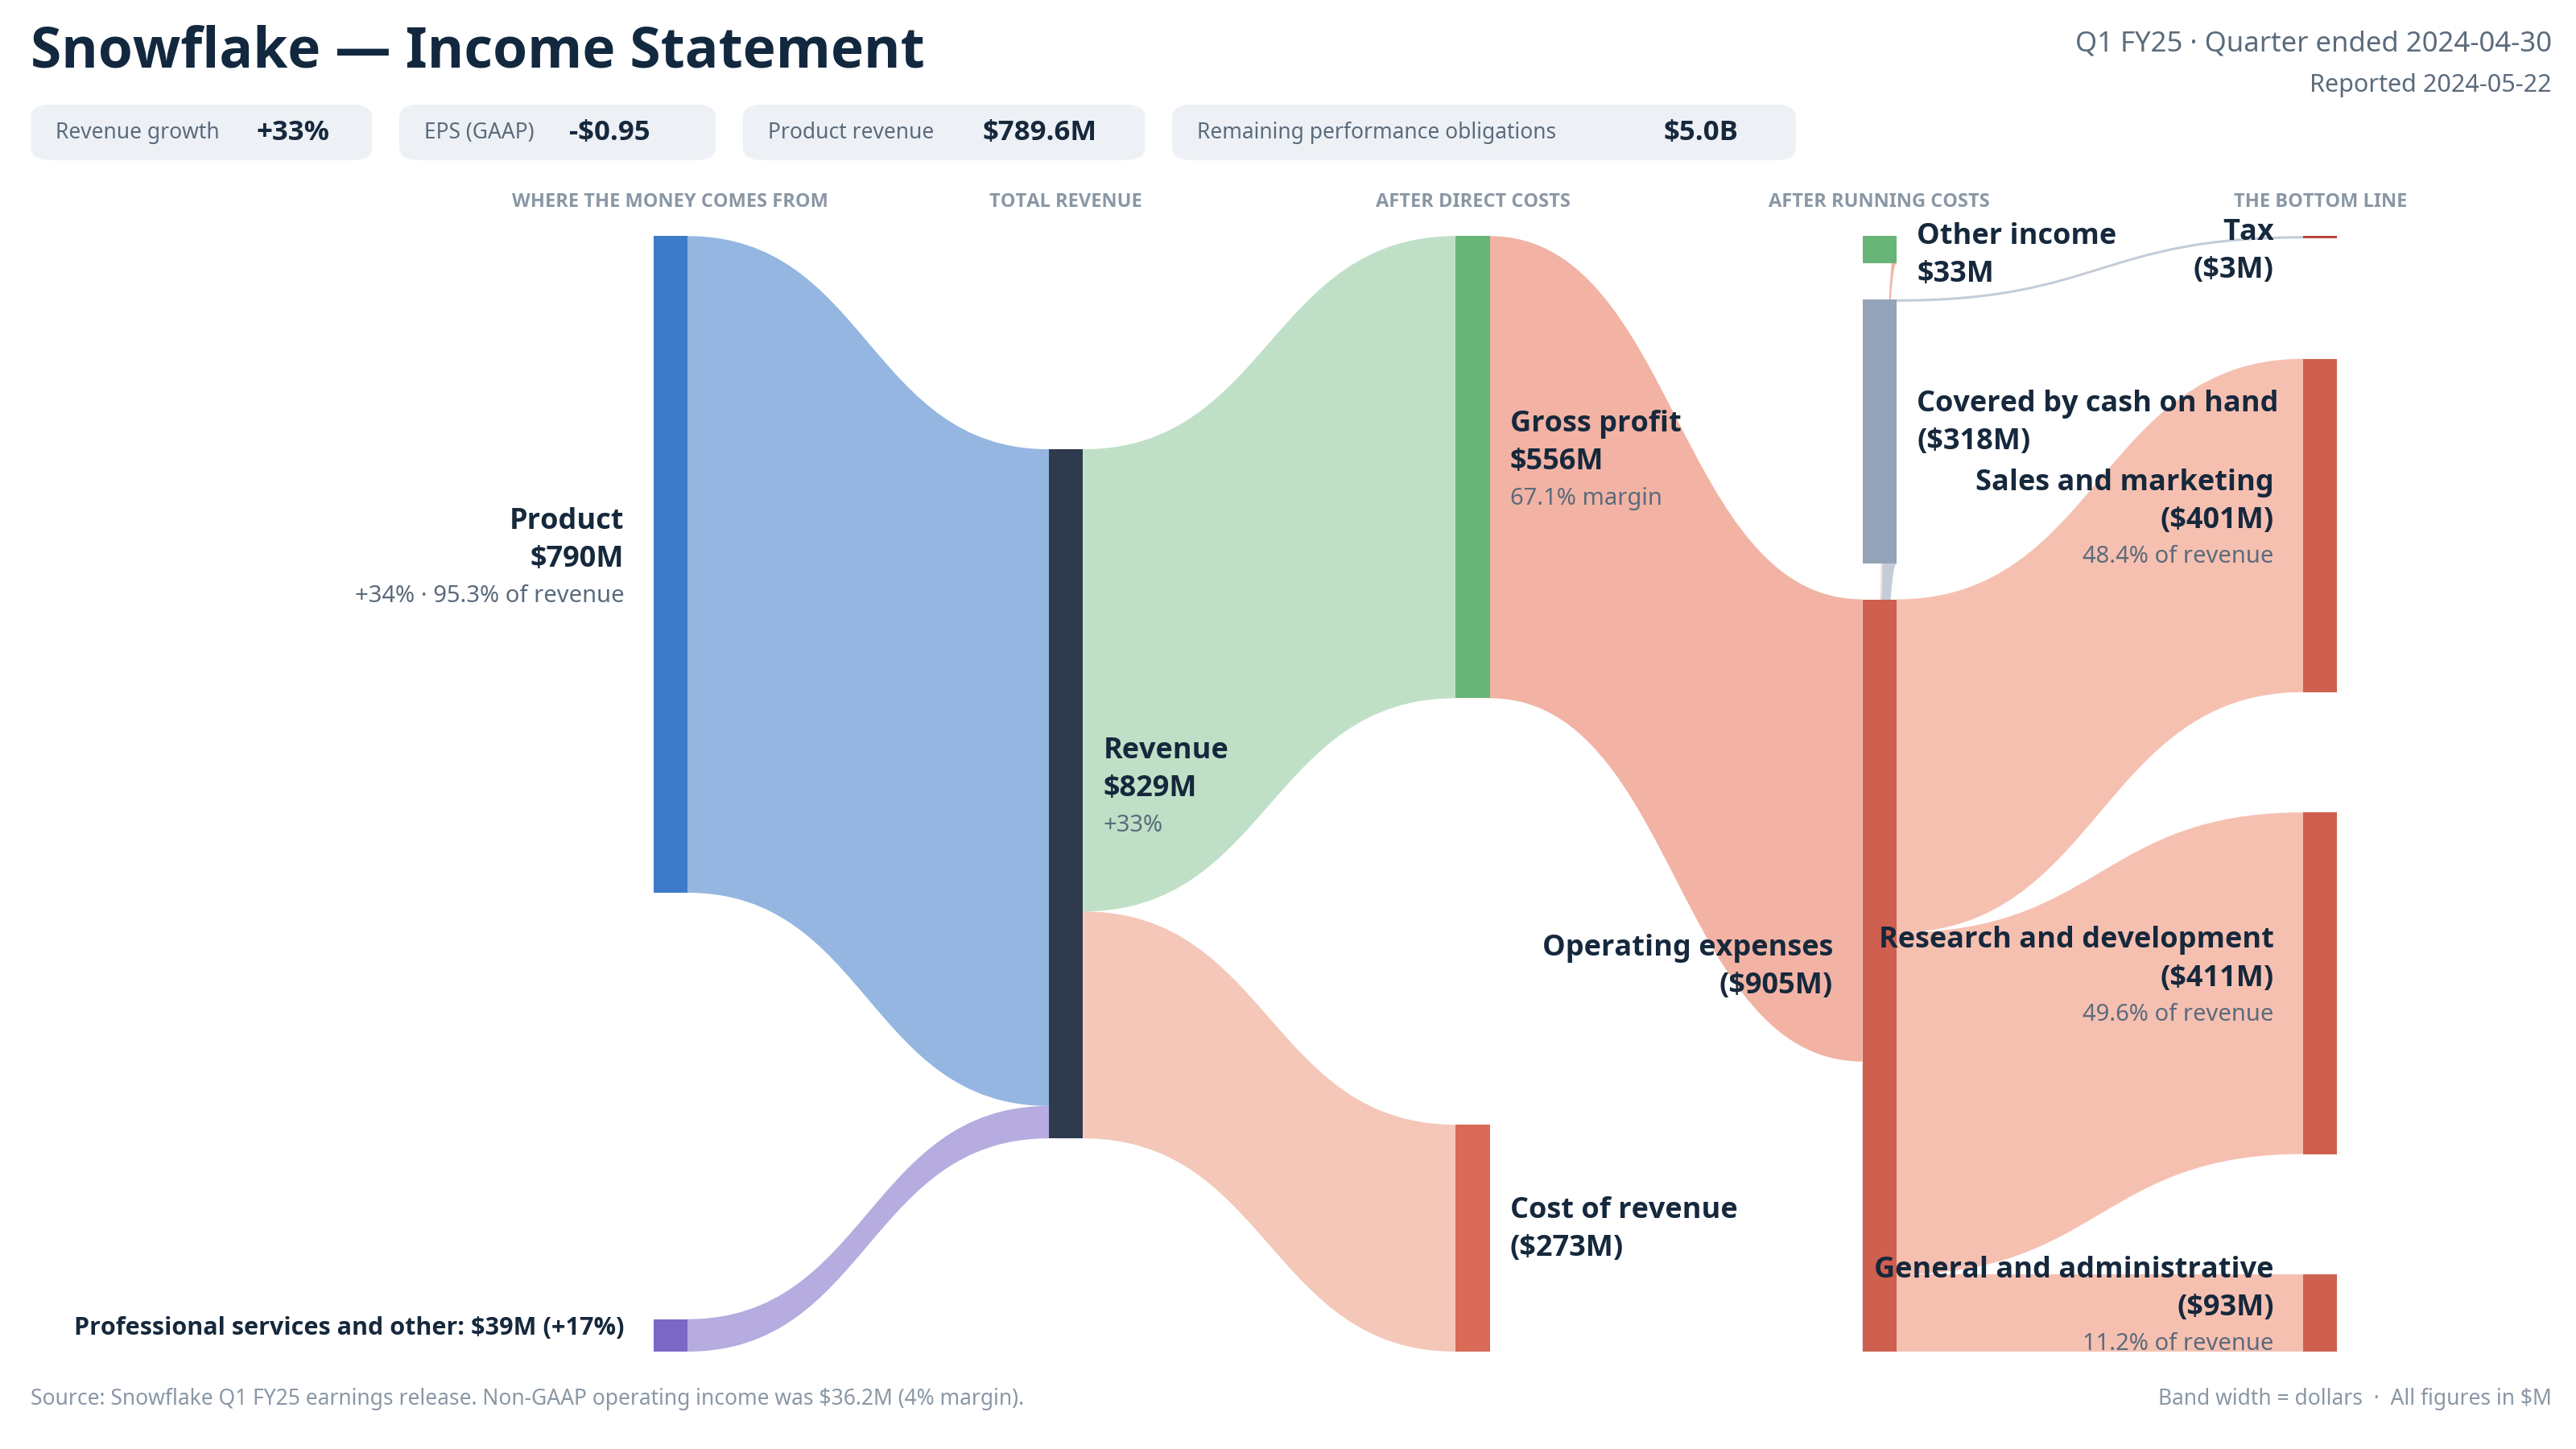 Snowflake — Income Statement
Q1 FY25 · Quarter ended 2024-04-30
Reported 2024-05-22
Revenue growth +33%
EPS (GAAP) -$0.95
Product revenue $789.6M
Remaining performance obligations $5.0B
WHERE THE MONEY COMES FROM
TOTAL REVENUE
AFTER DIRECT COSTS
AFTER RUNNING COSTS
THE BOTTOM LINE
Other income
$33M
Tax
($3M)
Covered by cash on hand
($318M)
Gross profit
$556M
67.1% margin
Sales and marketing
($401M)
48.4% of revenue
Product
$790M
+34% · 95.3% of revenue
Revenue
$829M
+33%
Operating expenses
($905M)
Research and development
($411M)
49.6% of revenue
Cost of revenue
($273M)
General and administrative
($93M)
11.2% of revenue
Professional services and other: $39M (+17%)
Source: Snowflake Q1 FY25 earnings release. Non-GAAP operating income was $36.2M (4% margin).
Band width = dollars · All figures in $M